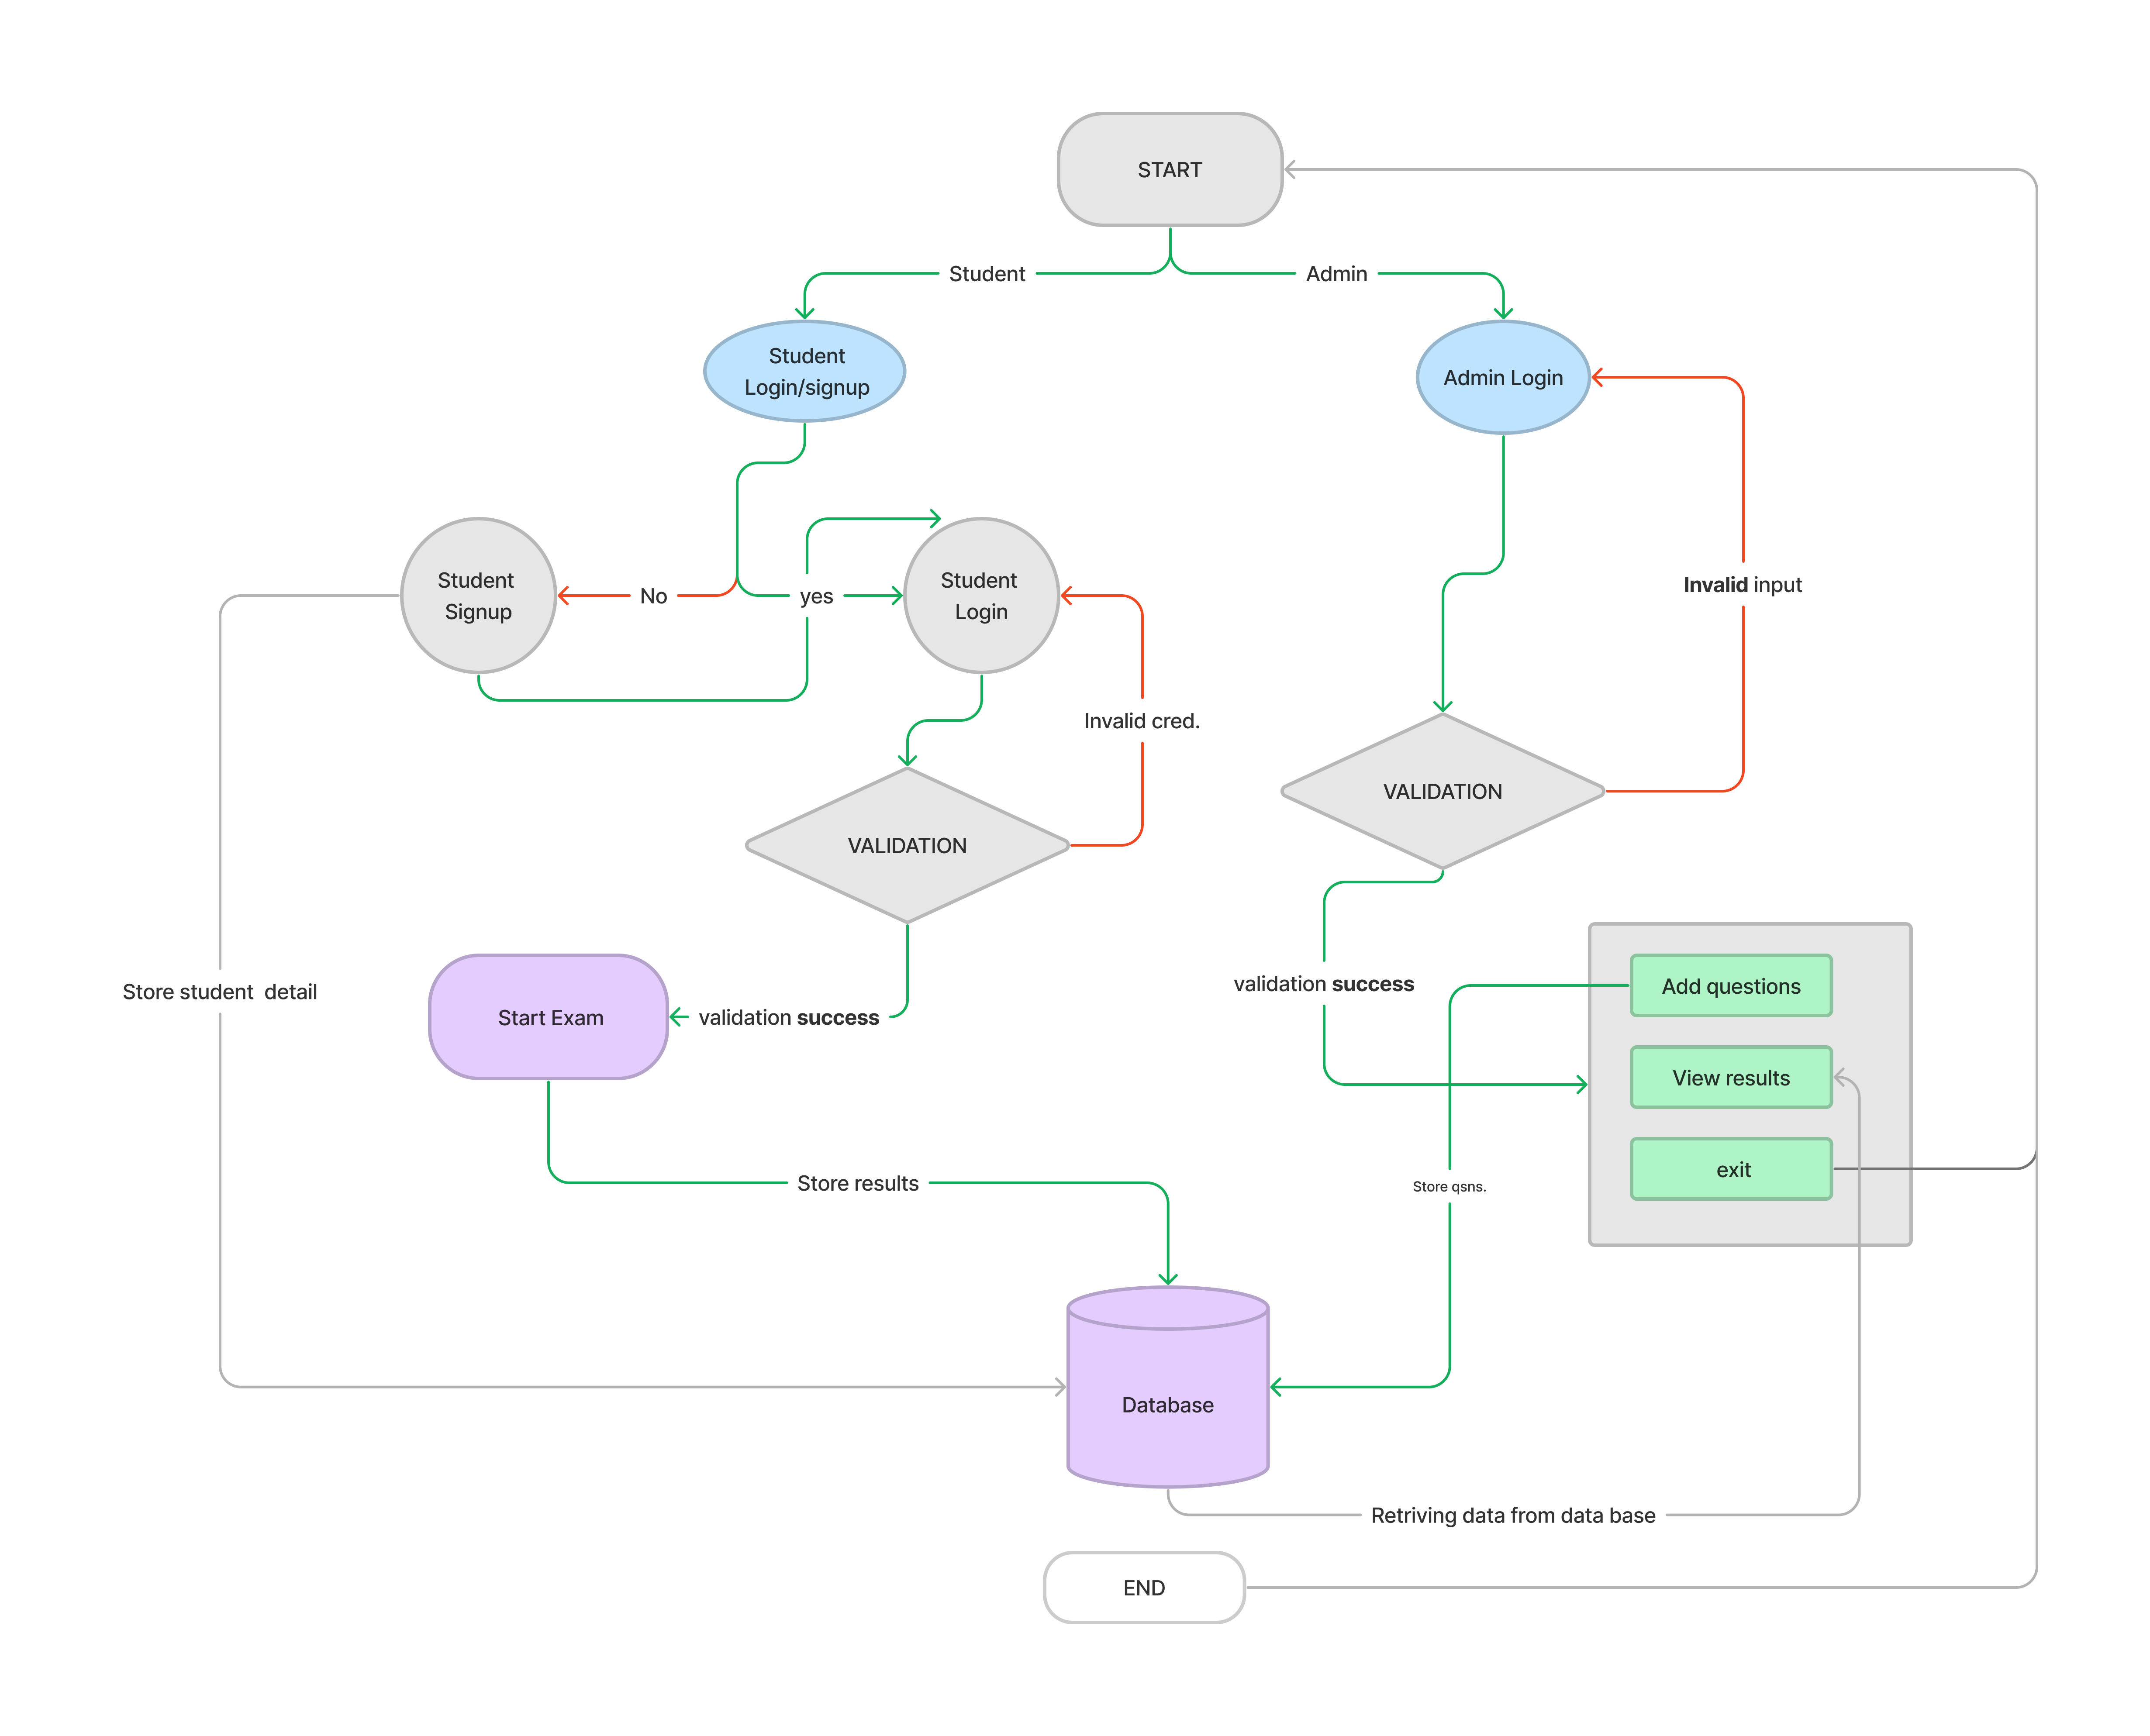 START
Student
Admin
Student
Login/signup
Admin Login
Student
Signup
No
yes
Student
Login
Invalid input
Invalid cred.
VALIDATION
VALIDATION
Store student  detail
Start Exam
validation success
validation success
Add questions
View results
exit
Store results
Store qsns.
Database
Retriving data from data base
END